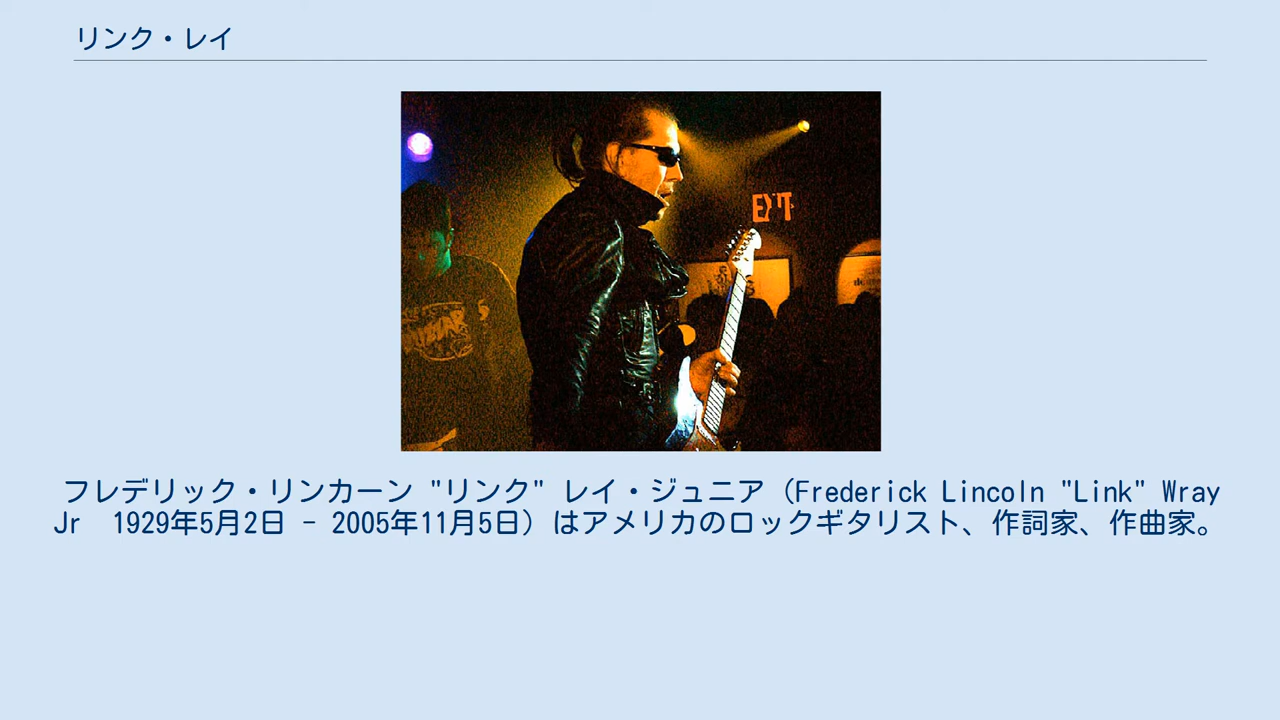 リンク・レイ
EXIT
フレデリック・リンカーン "リンク" レイ・ジュニア（Frederick Lincoln "Link" Wray
Jr　1929年5月2日 - 2005年11月5日）はアメリカのロックギタリスト、作詞家、作曲家。